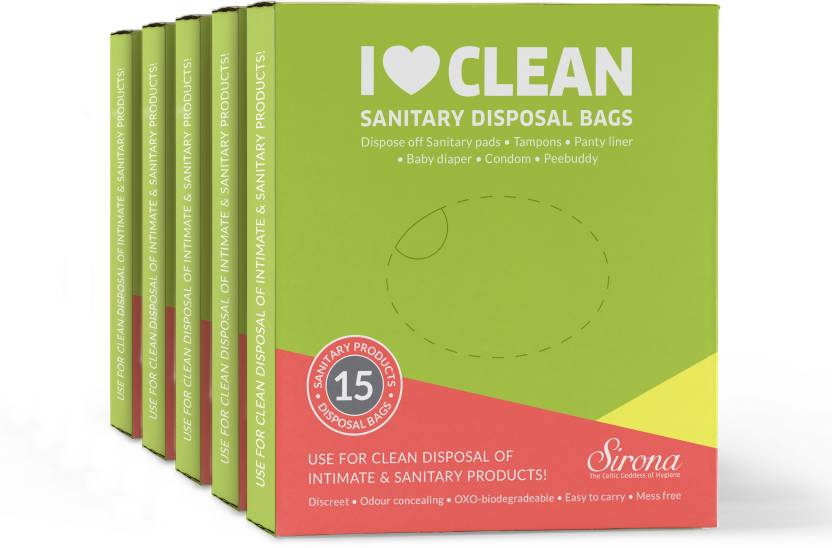 I ♥ CLEAN
SANITARY DISPOSAL BAGS
Dispose off Sanitary pads • Tampons • Panty liner
• Baby diaper • Condom • Peebuddy
SANITARY PRODUCTS
15
DISPOSAL BAGS
USE FOR CLEAN DISPOSAL OF
INTIMATE & SANITARY PRODUCTS!
Sirona
The Celtic Goddess of Hygiene
Discreet • Odour concealing • OXO-biodegradeable • Easy to carry • Mess free
USE FOR CLEAN DISPOSAL OF INTIMATE & SANITARY PRODUCTS!
USE FOR CLEAN DISPOSAL OF INTIMATE & SANITARY PRODUCTS!
USE FOR CLEAN DISPOSAL OF INTIMATE & SANITARY PRODUCTS!
USE FOR CLEAN DISPOSAL OF INTIMATE & SANITARY PRODUCTS!
USE FOR CLEAN DISPOSAL OF INTIMATE & SANITARY PRODUCTS!